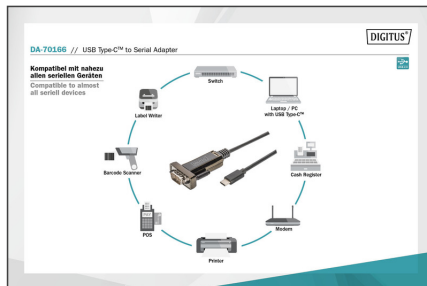 DIGITUS®
DA-70166 // USB Type-C™ to Serial Adapter
Kompatibel mit nahezu
allen seriellen Geräten
Compatible to almost
all seriell devices
Switch
Label Writer
Laptop / PC
with USB Type-C™
Barcode Scanner
Cash Register
POS
Modem
Printer